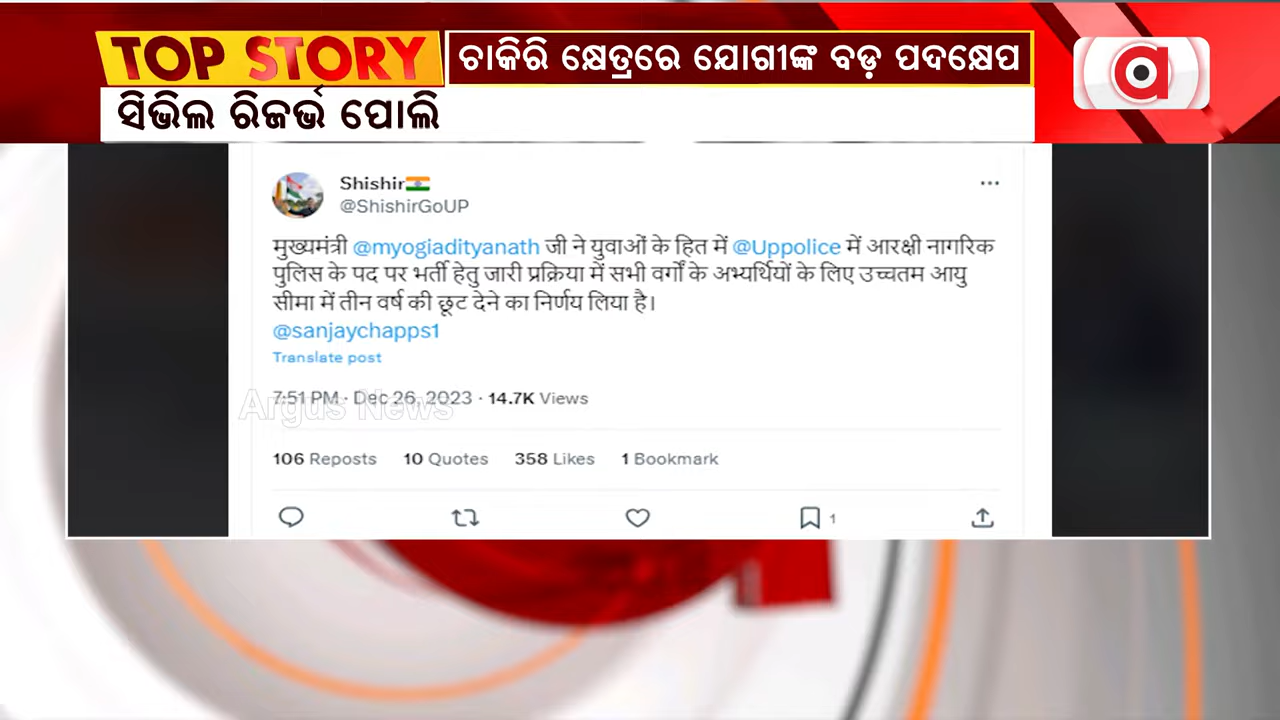 TOP STORY
ଚାକିରି କ୍ଷେତ୍ରରେ ଯୋଗୀଙ୍କ ବଡ଼ ପଦକ୍ଷେପ
ସିଭିଲ ରିଜର୍ଭ ପୋଲି
Shishir🇮🇳
@ShishirGoUP
मुख्यमंत्री @myogiadityanath जी ने युवाओं के हित में @Uppolice में आरक्षी नागरिक
पुलिस के पद पर भर्ती हेतु जारी प्रक्रिया में सभी वर्गों के अभ्यर्थियों के लिए उच्चतम आयु
सीमा में तीन वर्ष की छूट देने का निर्णय लिया है।
@sanjaychapps1
Translate post
7:51 PM · Dec 26, 2023 · 14.7K Views
Argus News
106 Reposts 10 Quotes 358 Likes 1 Bookmark
1